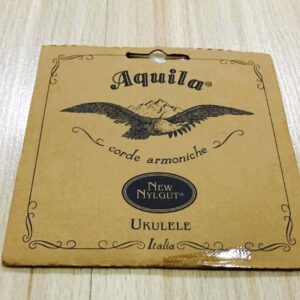 Aquila®
corde armoniche
NEW
NYLGUT®
UKULELE
Italia